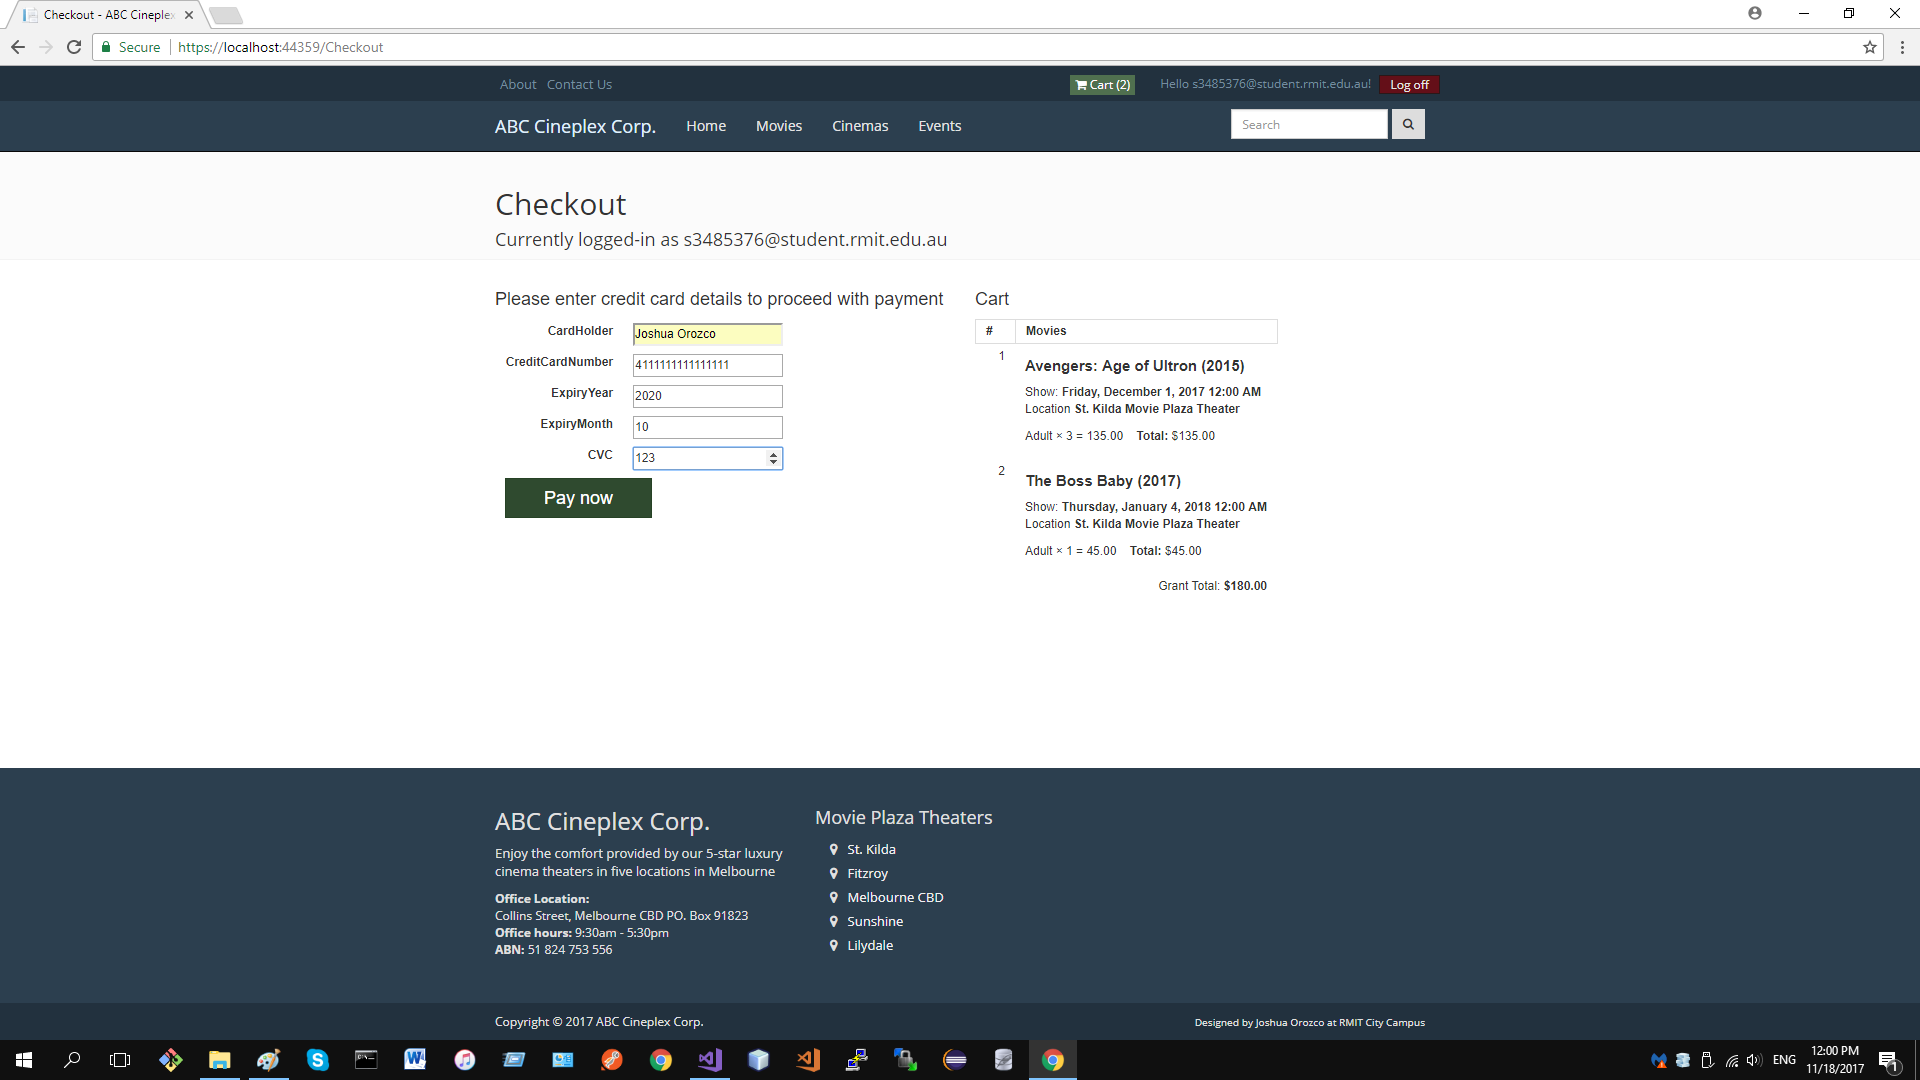 Checkout - ABC Cineplex
Secure https://localhost:44359/Checkout
About Contact Us Cart (2) Hello s3485376@student.rmit.edu.au! Log off
ABC Cineplex Corp. Home Movies Cinemas Events Search
Checkout
Currently logged-in as s3485376@student.rmit.edu.au
Please enter credit card details to proceed with payment
CardHolder Joshua Orozco
CreditCardNumber 4111111111111111
ExpiryYear 2020
ExpiryMonth 10
CVC 123
Pay now
Cart
# Movies
1 Avengers: Age of Ultron (2015)
Show: Friday, December 1, 2017 12:00 AM
Location St. Kilda Movie Plaza Theater
Adult × 3 = 135.00 Total: $135.00
2 The Boss Baby (2017)
Show: Thursday, January 4, 2018 12:00 AM
Location St. Kilda Movie Plaza Theater
Adult × 1 = 45.00 Total: $45.00
Grant Total: $180.00
ABC Cineplex Corp.
Enjoy the comfort provided by our 5-star luxury
cinema theaters in five locations in Melbourne
Office Location:
Collins Street, Melbourne CBD PO. Box 91823
Office hours: 9:30am - 5:30pm
ABN: 51 824 753 556
Movie Plaza Theaters
St. Kilda
Fitzroy
Melbourne CBD
Sunshine
Lilydale
Copyright © 2017 ABC Cineplex Corp.
Designed by Joshua Orozco at RMIT City Campus
ENG
12:00 PM
11/18/2017
1